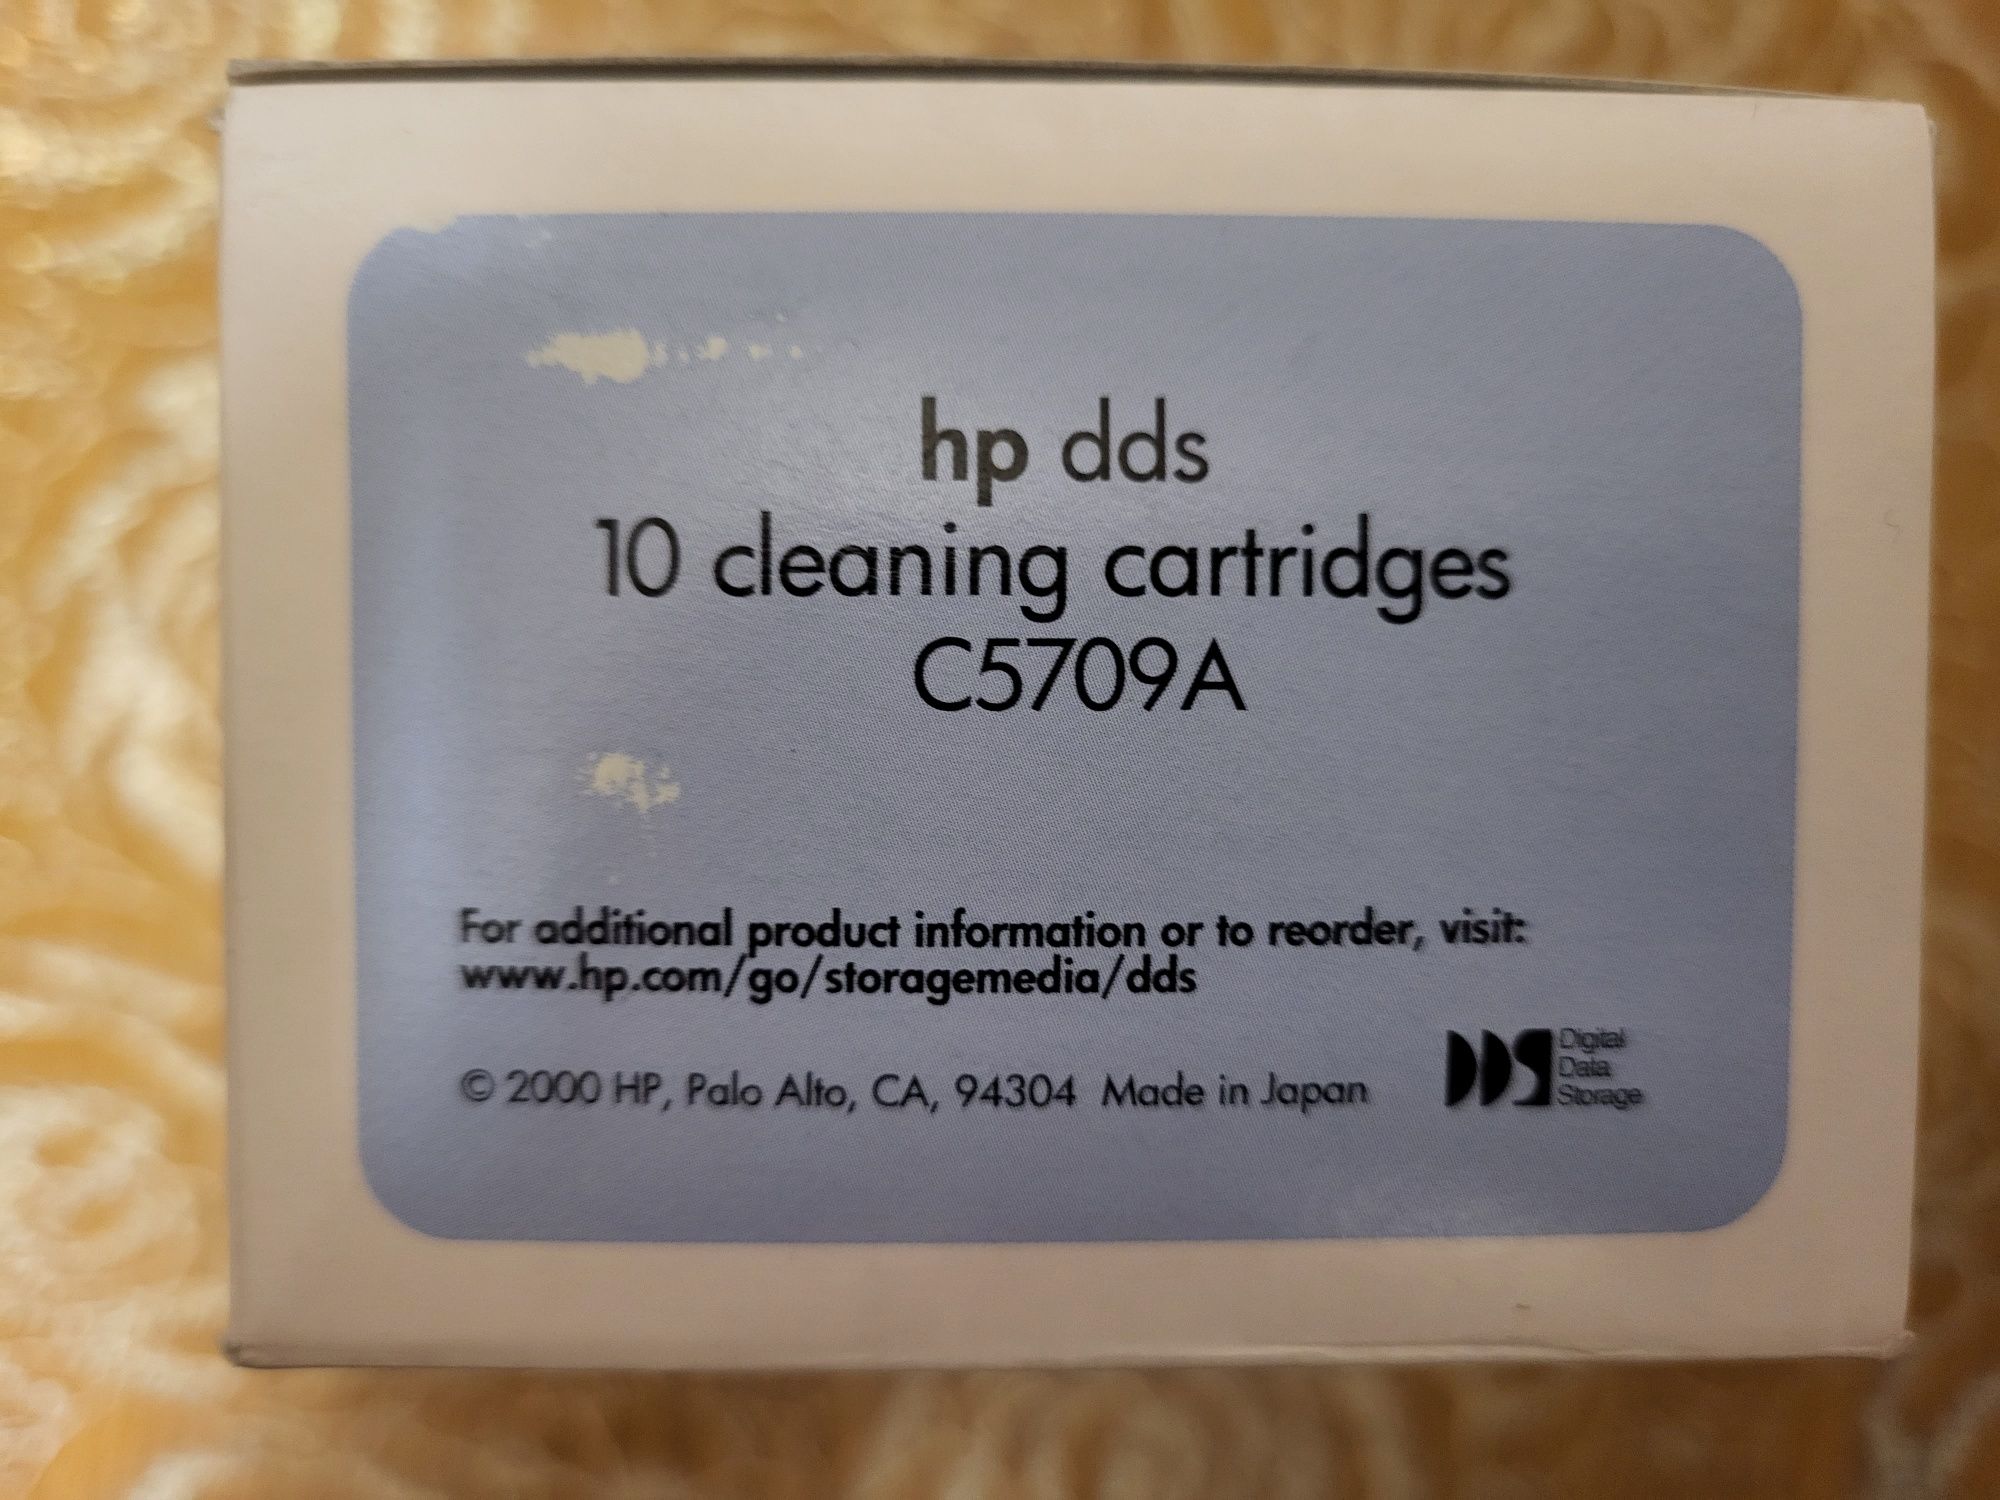 hp dds
10 cleaning cartridges
C5709A
For additional product information or to reorder, visit:
www.hp.com/go/storagemedia/dds
© 2000 HP, Palo Alto, CA, 94304 Made in Japan
DDS
Digital
Data
Storage